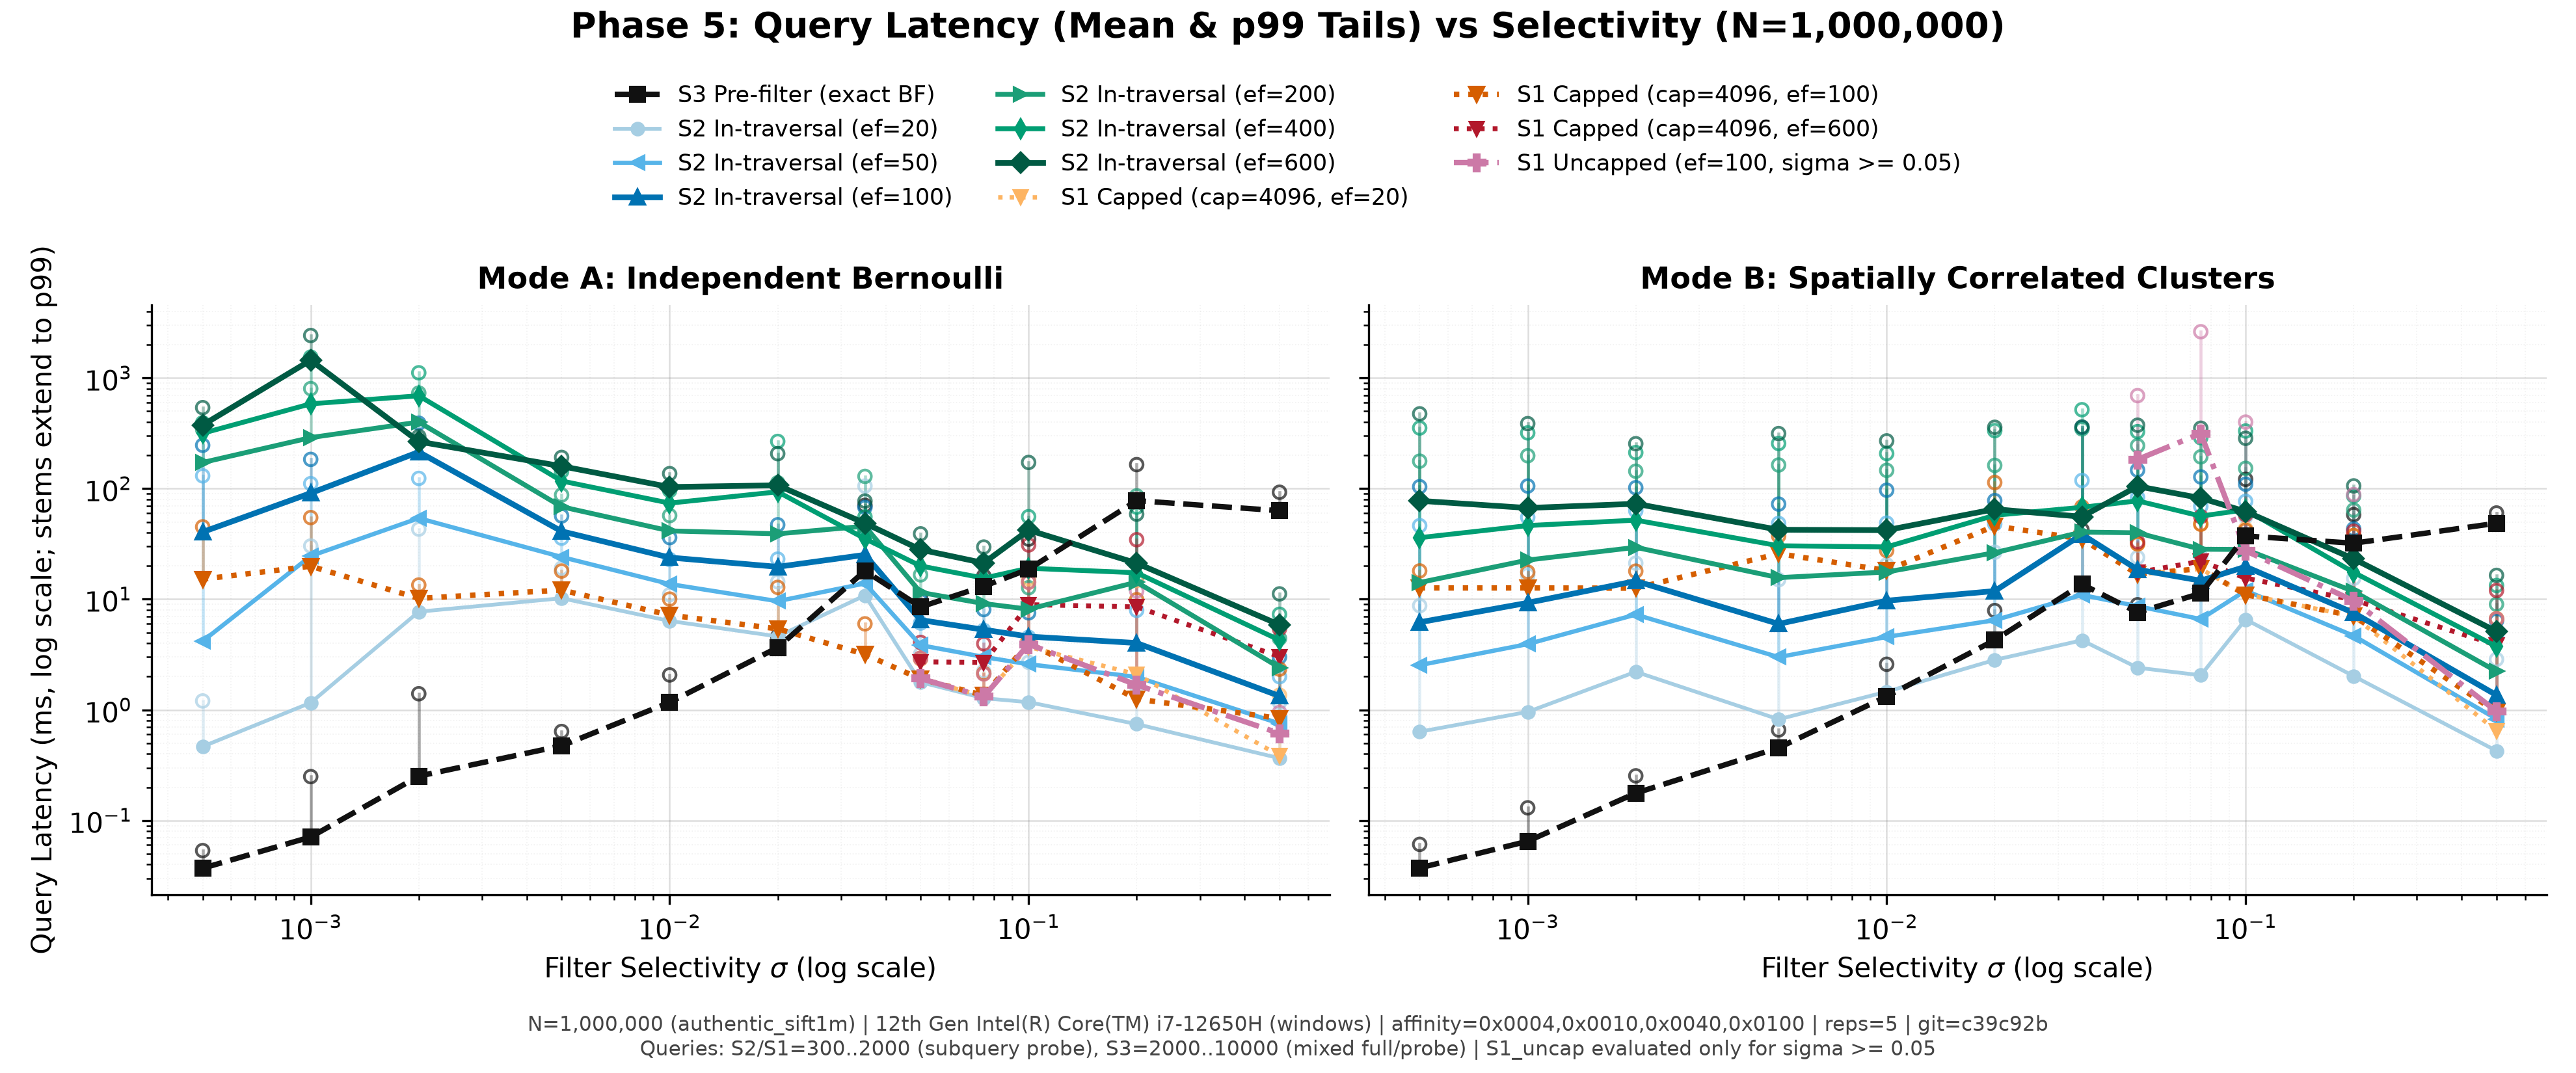 Phase 5: Query Latency (Mean & p99 Tails) vs Selectivity (N=1,000,000)
S3 Pre-filter (exact BF)
S2 In-traversal (ef=20)
S2 In-traversal (ef=50)
S2 In-traversal (ef=100)
S2 In-traversal (ef=200)
S2 In-traversal (ef=400)
S2 In-traversal (ef=600)
S1 Capped (cap=4096, ef=20)
S1 Capped (cap=4096, ef=100)
S1 Capped (cap=4096, ef=600)
S1 Uncapped (ef=100, sigma >= 0.05)
Query Latency (ms, log scale; stems extend to p99)
Mode A: Independent Bernoulli
10³
10²
10¹
10⁰
10⁻¹
10⁻³
10⁻²
10⁻¹
Filter Selectivity σ (log scale)
Mode B: Spatially Correlated Clusters
10⁻³
10⁻²
10⁻¹
Filter Selectivity σ (log scale)
N=1,000,000 (authentic_sift1m) | 12th Gen Intel(R) Core(TM) i7-12650H (windows) | affinity=0x0004,0x0010,0x0040,0x0100 | reps=5 | git=c39c92b
Queries: S2/S1=300..2000 (subquery probe), S3=2000..10000 (mixed full/probe) | S1_uncap evaluated only for sigma >= 0.05